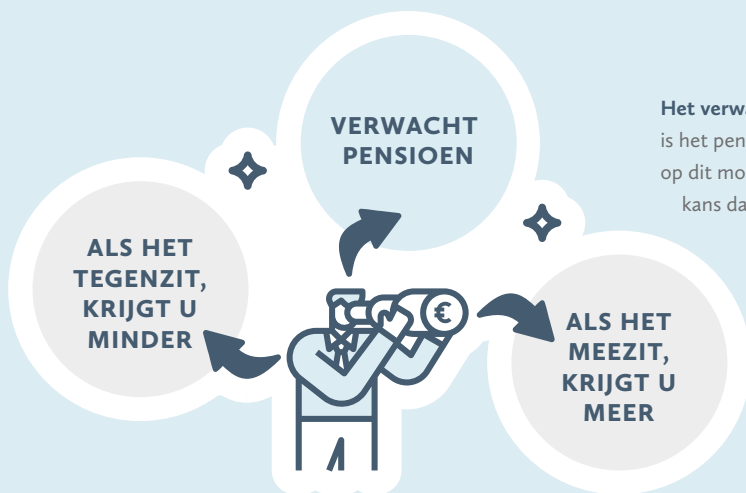 VERWACHT
PENSIOEN
Het verwa
is het pen
op dit mo
kans da
ALS HET
TEGENZIT,
KRIJGT U
MINDER
€
ALS HET
MEEZIT,
KRIJGT U
MEER